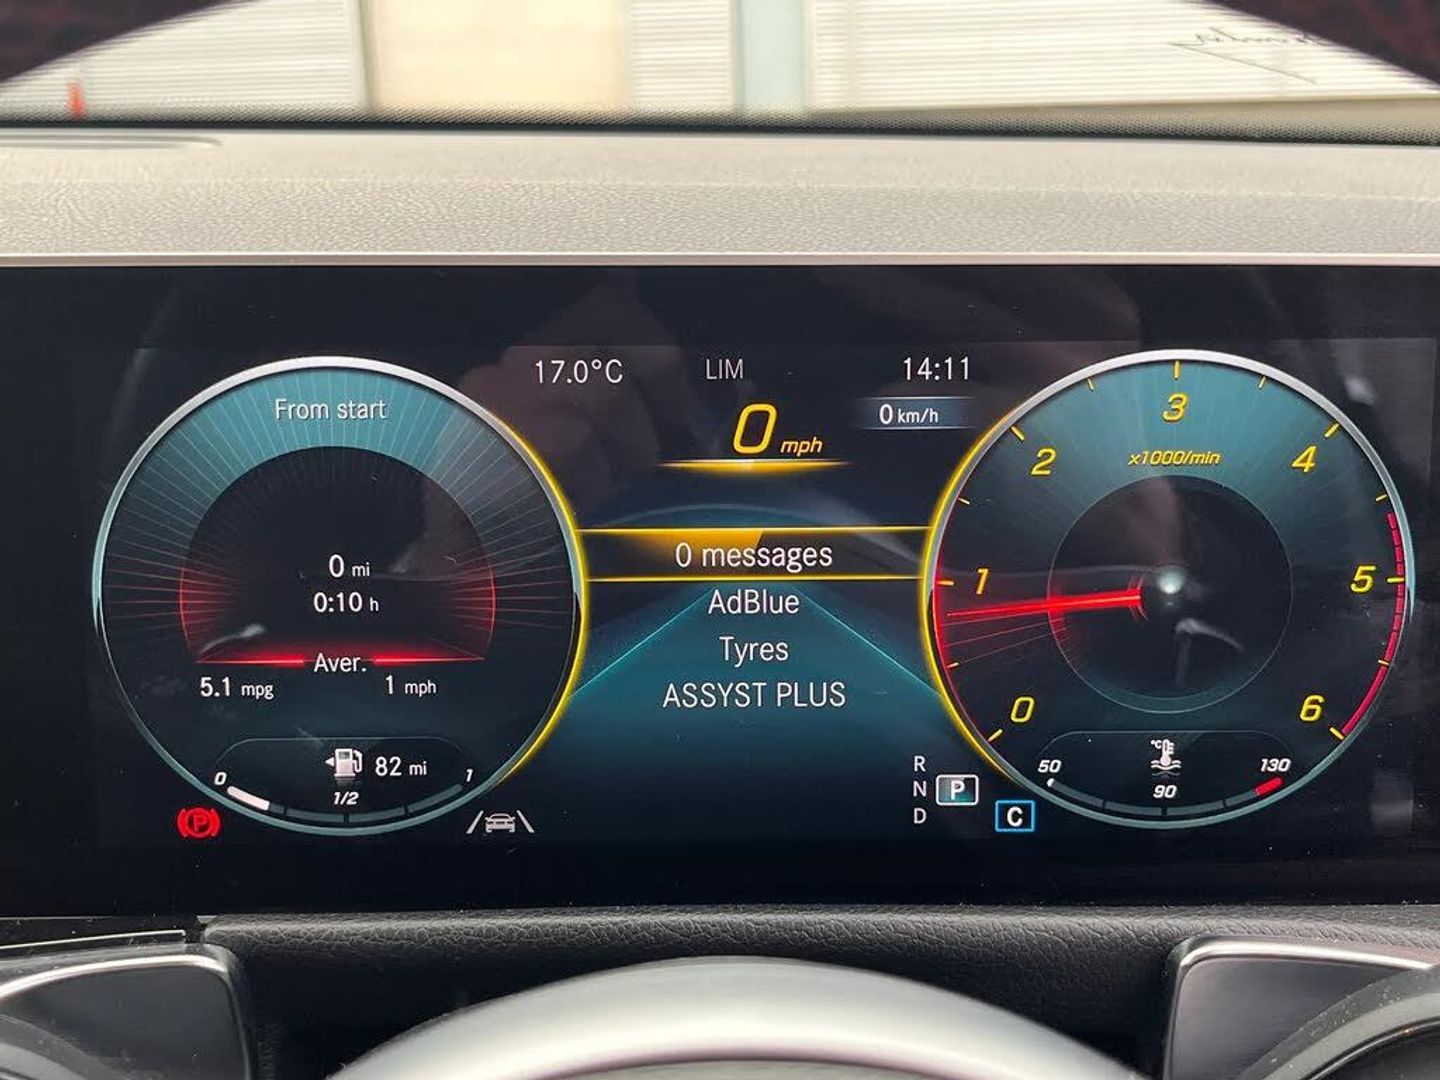 17.0°C
LIM
14:11
0 mph
0 km/h
From start
0 mi
0:10 h
Aver.
5.1 mpg
1 mph
0
1/2
1
82 mi
0 messages
AdBlue
Tyres
ASSYST PLUS
R
N
D
P
C
0
1
2
3
4
5
6
x1000/min
°C
50
90
130
P